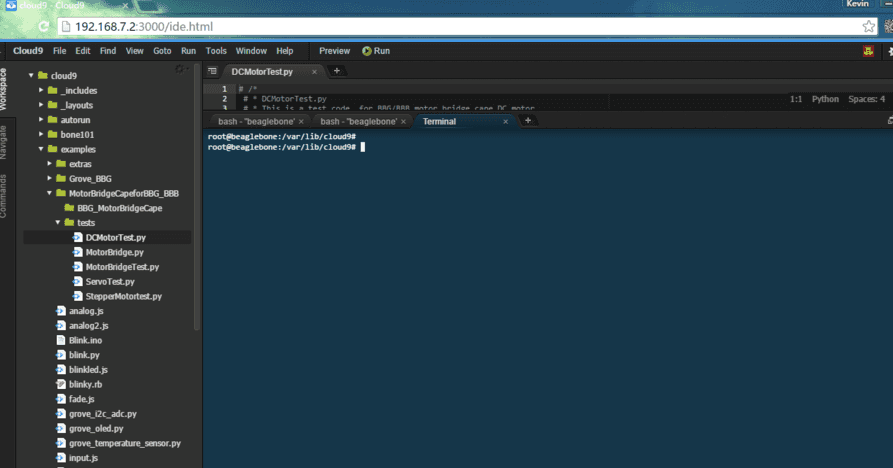 cloud9 - Cloud9
Kevin
192.168.7.2:3000/ide.html
Cloud9 File Edit Find View Goto Run Tools Window Help Preview Run
Workspace
Navigate
Commands
cloud9
_includes
_layouts
autorun
bone101
examples
extras
Grove_BBG
MotorBridgeCapeforBBG_BBB
BBG_MotorBridgeCape
tests
DCMotorTest.py
MotorBridge.py
MotorBridgeTest.py
ServoTest.py
StepperMotortest.py
analog.js
analog2.js
Blink.ino
blink.py
blinkled.js
blinky.rb
fade.js
grove_i2c_adc.py
grove_oled.py
grove_temperature_sensor.py
input.js
DCMotorTest.py
1 # /*
2 # * DCMotorTest.py
3 # * This is a test code for BBG/BBB motor bridge cape DC motor
1:1 Python Spaces: 4
bash - "beaglebone' bash - "beaglebone' Terminal
root@beaglebone:/var/lib/cloud9#
root@beaglebone:/var/lib/cloud9#